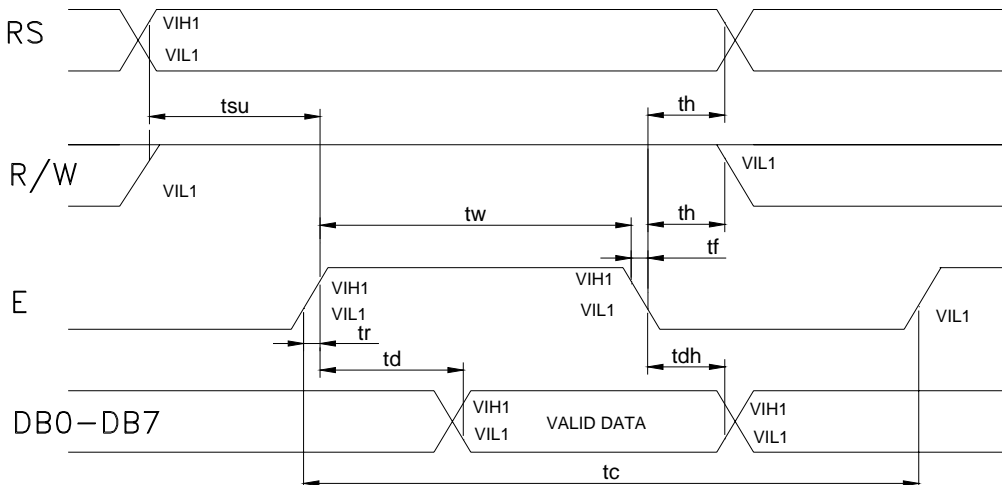 RS
VIH1
VIL1
tsu
th
R/W
VIL1
VIL1
tw
th
tf
E
VIH1
VIL1
VIH1
VIL1
VIL1
tr
td
tdh
DB0-DB7
VIH1
VIL1
VALID DATA
VIH1
VIL1
tc